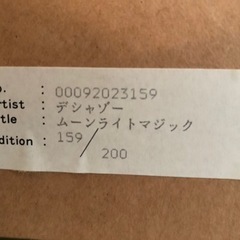 o. : 00092023159
rtist : デシャゾー
itle : ムーンライトマジック
dition : 159/
200